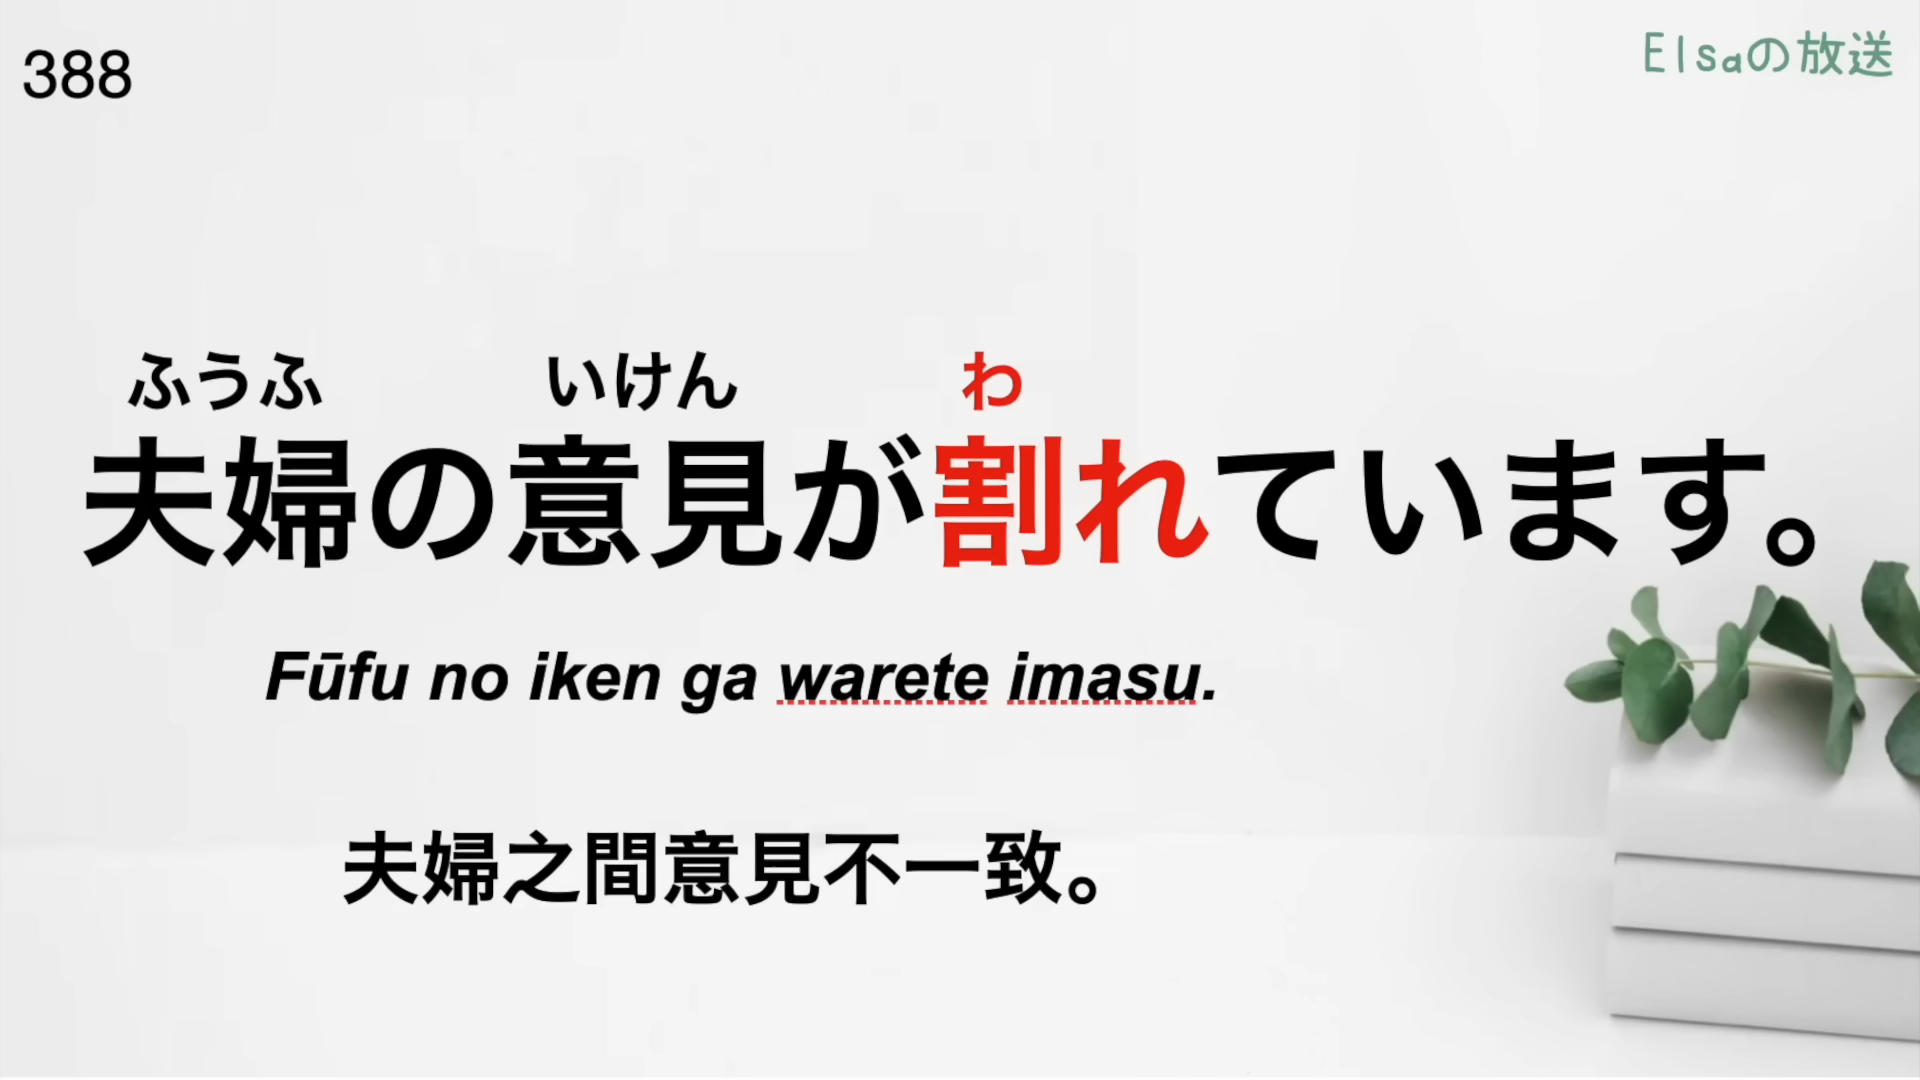 388
Elsaの放送
ふうふ いけん わ
夫婦の意見が割れています。
Fūfu no iken ga warete imasu.
夫婦之間意見不一致。